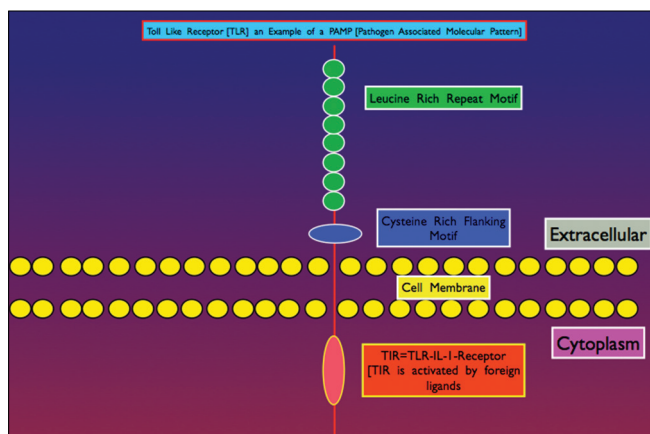 Toll Like Receptor [TLR] an Example of a PAMP [Pathogen Associated Molecular Pattern]
Leucine Rich Repeat Motif
Cysteine Rich Flanking
Motif
Extracellular
Cell Membrane
Cytoplasm
TIR=TLR-IL-1-Receptor
[TIR is activated by foreign
ligands